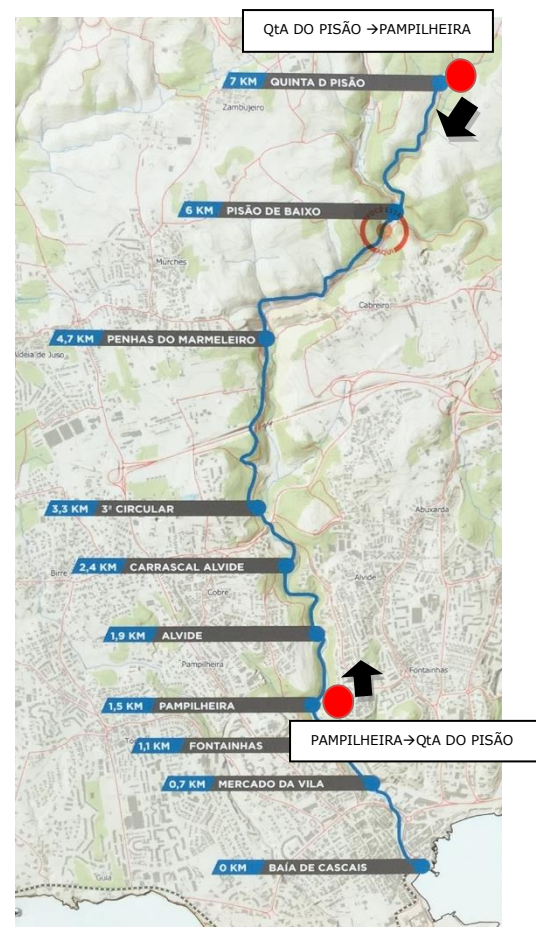 QtA DO PISÃO →PAMPILHEIRA
7 KM QUINTA D PISÃO
Zambujeiro
6 KM PISÃO DE BAIXO
AQUI
Murches
Cabreiro
4,7 KM PENHAS DO MARMELEIRO
Aldeia de Juso
3,3 KM 3ª CIRCULAR
Abuxarda
2,4 KM CARRASCAL ALVIDE
Birre
Alvide
Cobre
1,9 KM ALVIDE
Pampilheira
Fontainhas
1,5 KM PAMPILHEIRA
PAMPILHEIRA→QtA DO PISÃO
1,1 KM FONTAINHAS
0,7 KM MERCADO DA VILA
0 KM BAÍA DE CASCAIS
Guia